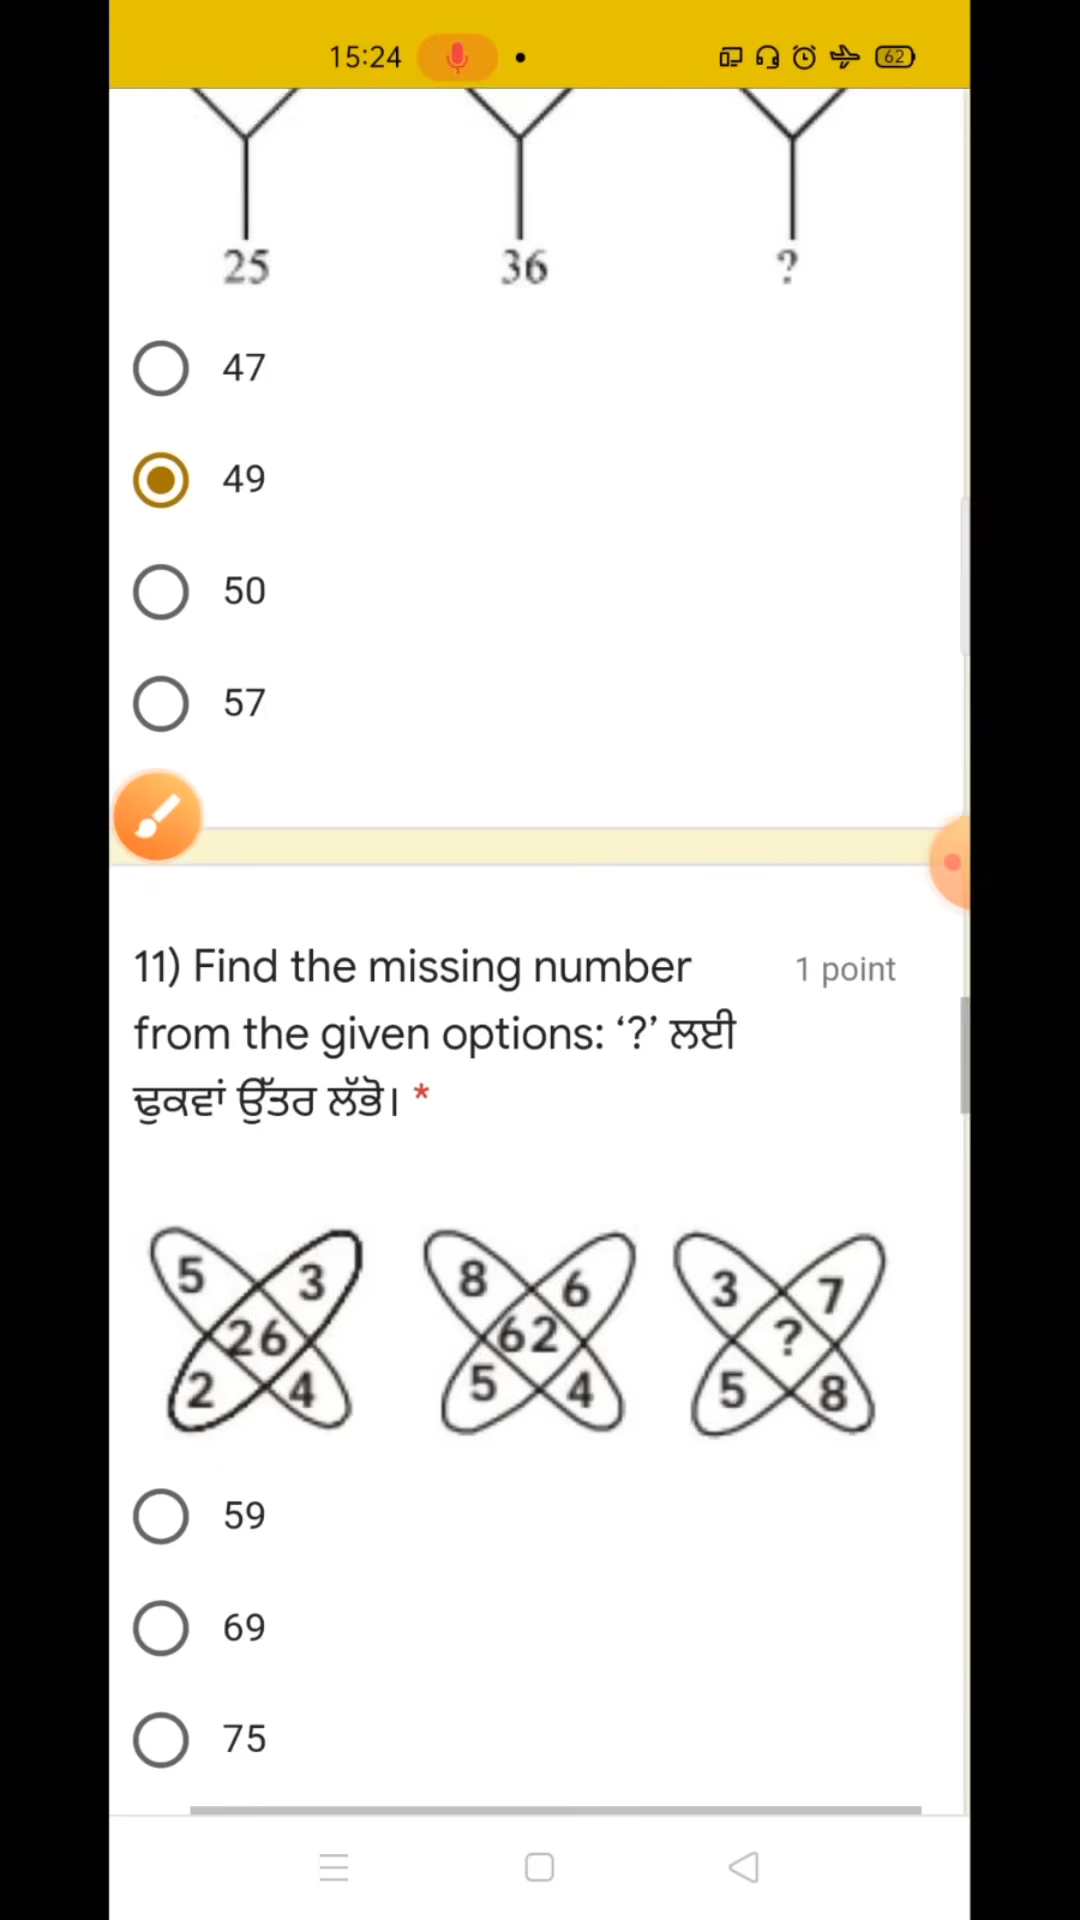 15:24
62
25 36 ?
47
49
50
57
11) Find the missing number
1 point
from the given options: ‘?’ ਲਈ
ਢੁਕਵਾਂ ਉੱਤਰ ਲੱਭੋ। *
5 3 8 6 3 7
26 62 ?
2 4 5 4 5 8
59
69
75